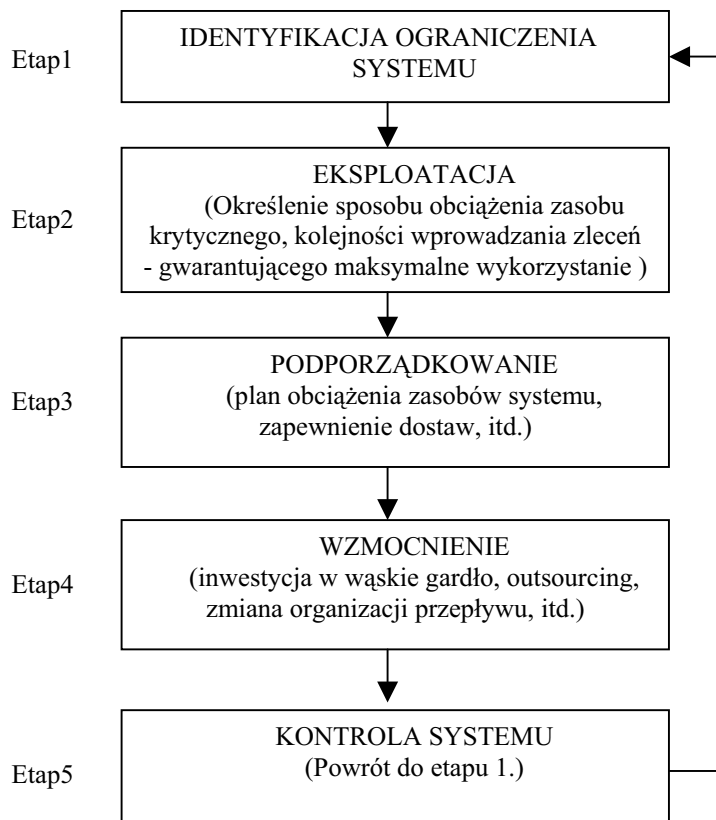 Etap1
IDENTYFIKACJA OGRANICZENIA
SYSTEMU
Etap2
EKSPLOATACJA
(Określenie sposobu obciążenia zasobu
krytycznego, kolejności wprowadzania zleceń
- gwarantującego maksymalne wykorzystanie )
Etap3
PODPORZĄDKOWANIE
(plan obciążenia zasobów systemu,
zapewnienie dostaw, itd.)
Etap4
WZMOCNIENIE
(inwestycja w wąskie gardło, outsourcing,
zmiana organizacji przepływu, itd.)
Etap5
KONTROLA SYSTEMU
(Powrót do etapu 1.)